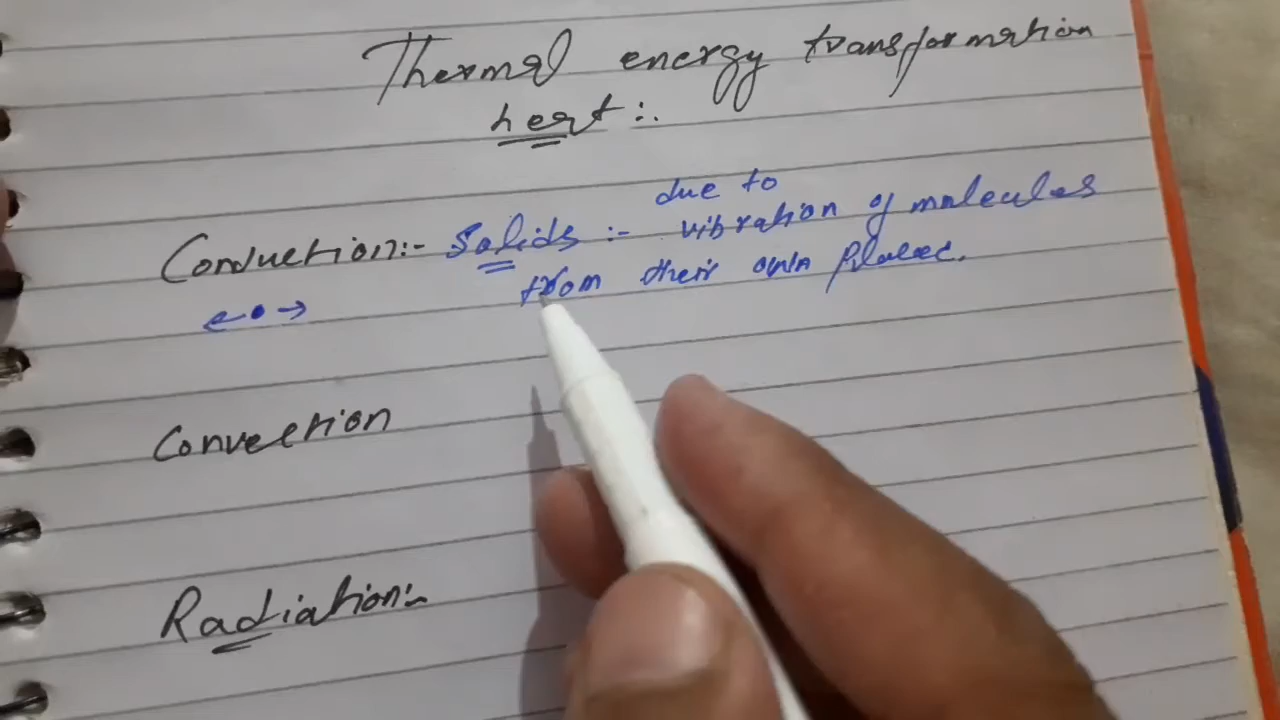 Thermal energy transformation
heat :.
Conduction:- Solids :- due to
vibration of molecules
from their own places.
Convection
Radiation:-